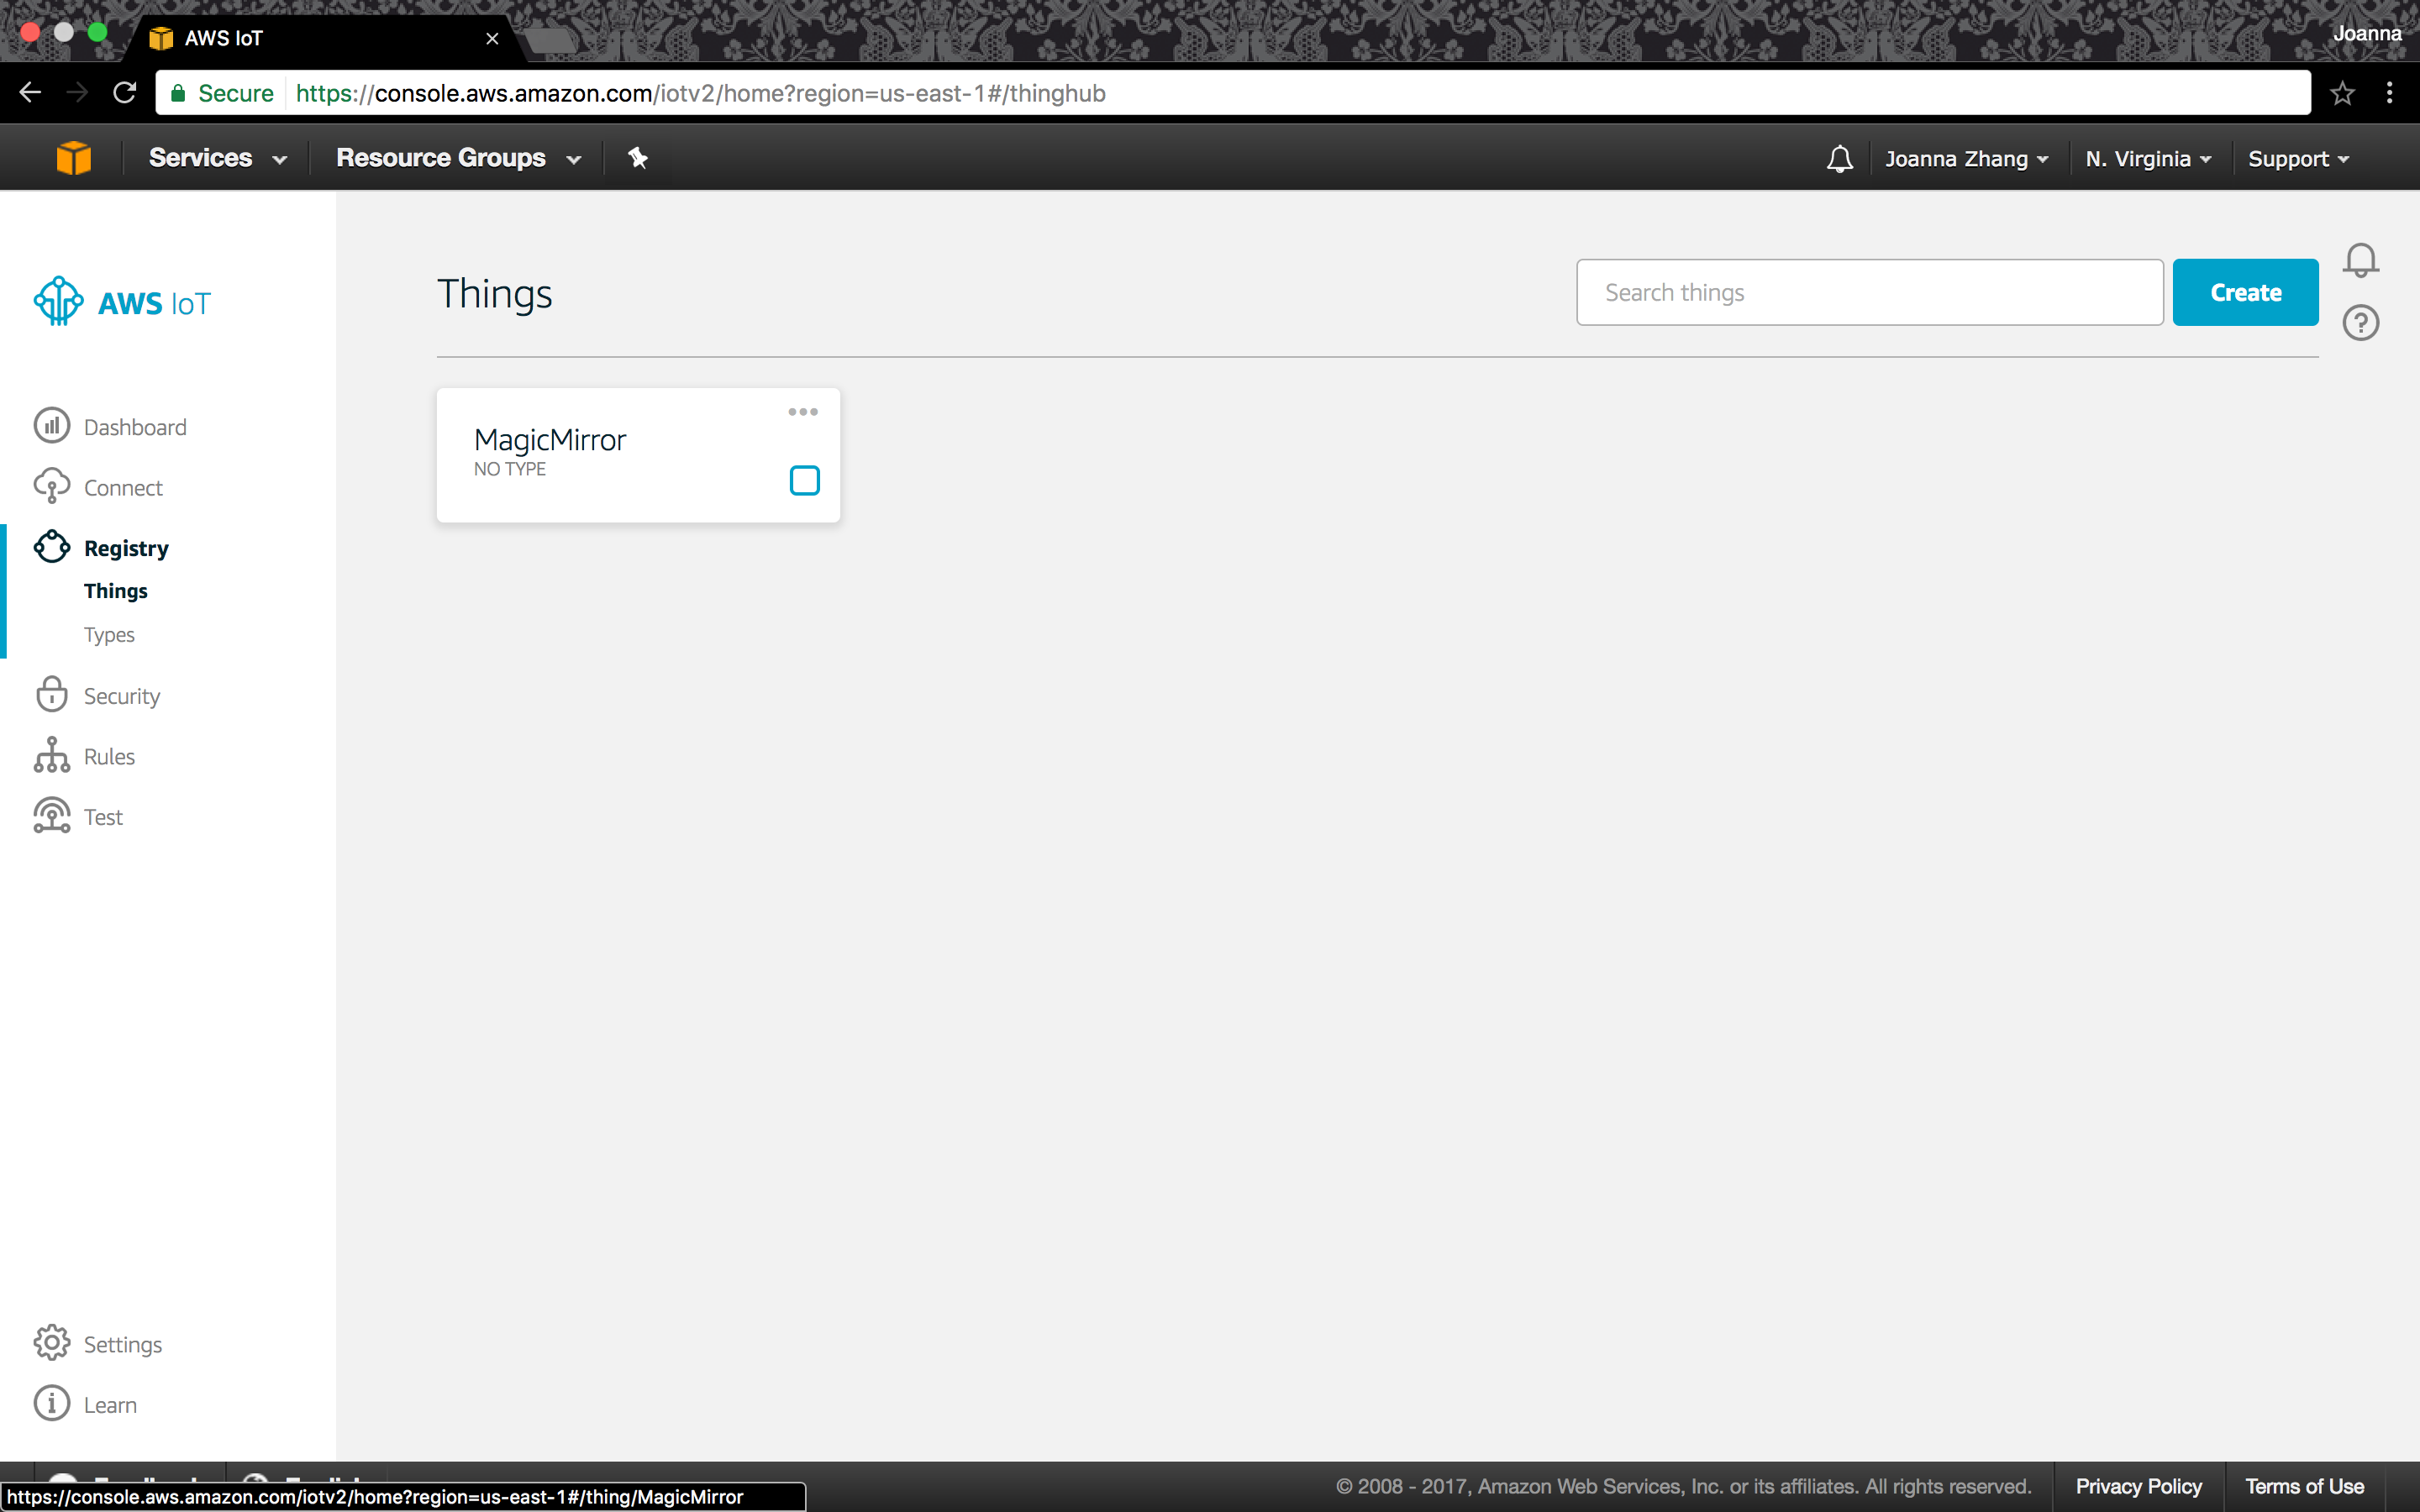 AWS IoT
Joanna
Secure https://console.aws.amazon.com/iotv2/home?region=us-east-1#/thinghub
Services Resource Groups Joanna Zhang N. Virginia Support
AWS IoT
Things
Search things
Create
MagicMirror
NO TYPE
Dashboard
Connect
Registry
Things
Types
Security
Rules
Test
Settings
Learn
© 2008 - 2017, Amazon Web Services, Inc. or its affiliates. All rights reserved. Privacy Policy Terms of Use
https://console.aws.amazon.com/iotv2/home?region=us-east-1#/thing/MagicMirror